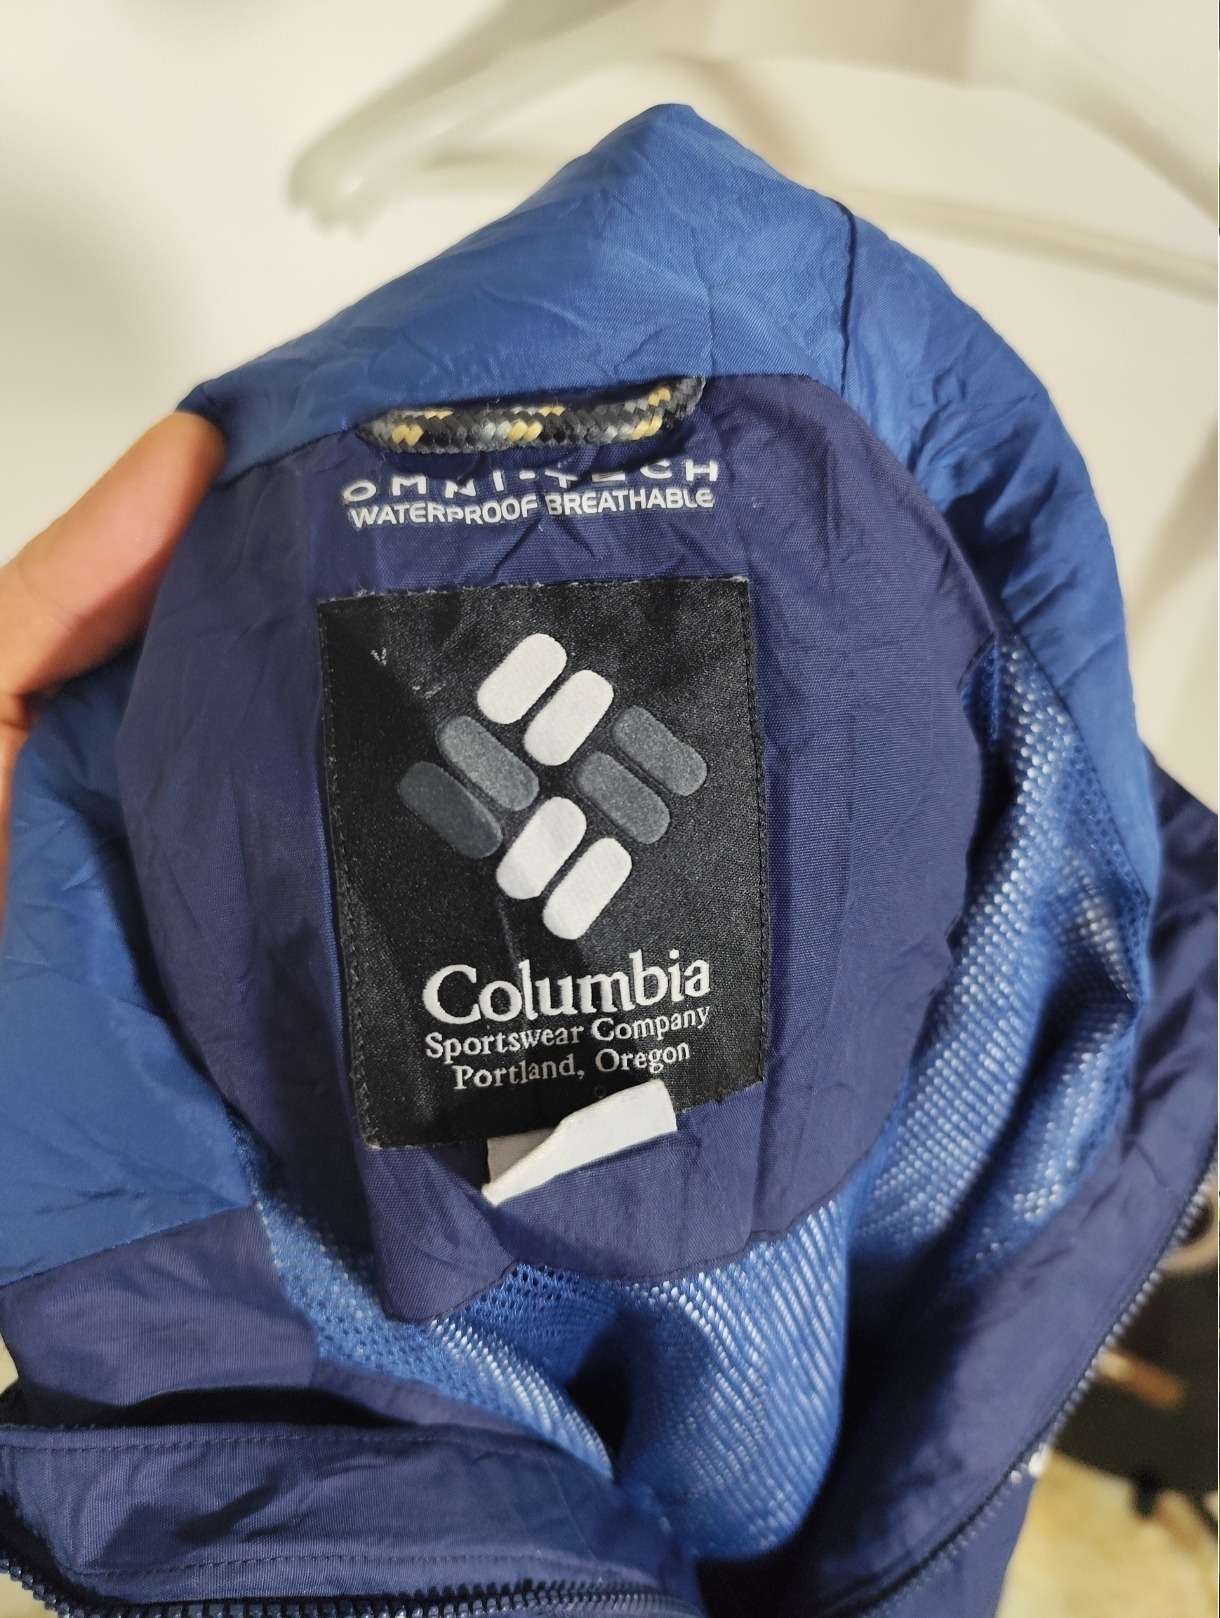 OMNI-TECH
WATERPROOF BREATHABLE
Columbia
Sportswear Company
Portland, Oregon